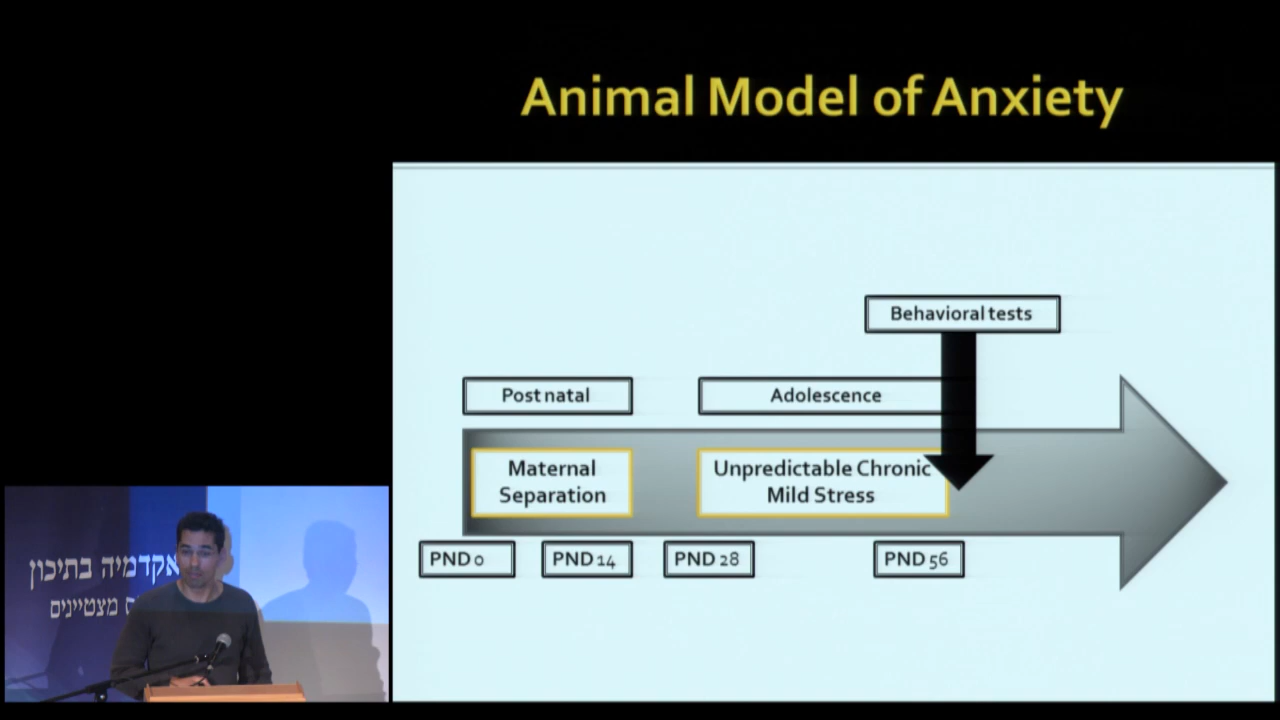 Animal Model of Anxiety
Behavioral tests
Post natal
Adolescence
Maternal
Separation
Unpredictable Chronic
Mild Stress
PND 0
PND 14
PND 28
PND 56
אקדמיה בתיכון
מצטיינים